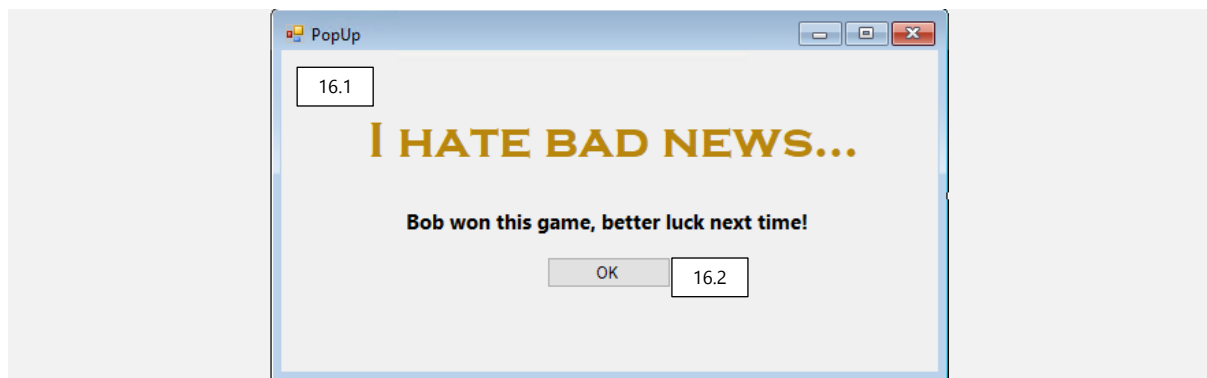 PopUp
16.1
I HATE BAD NEWS...
Bob won this game, better luck next time!
OK
16.2